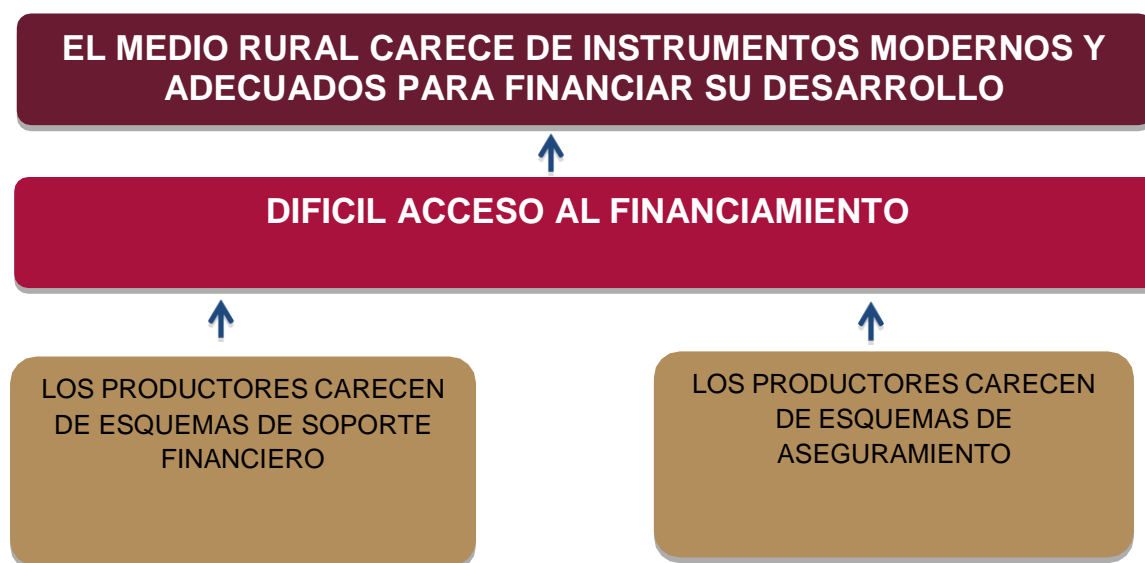 EL MEDIO RURAL CARECE DE INSTRUMENTOS MODERNOS Y
ADECUADOS PARA FINANCIAR SU DESARROLLO
DIFICIL ACCESO AL FINANCIAMIENTO
LOS PRODUCTORES CARECEN
DE ESQUEMAS DE SOPORTE
FINANCIERO
LOS PRODUCTORES CARECEN
DE ESQUEMAS DE
ASEGURAMIENTO